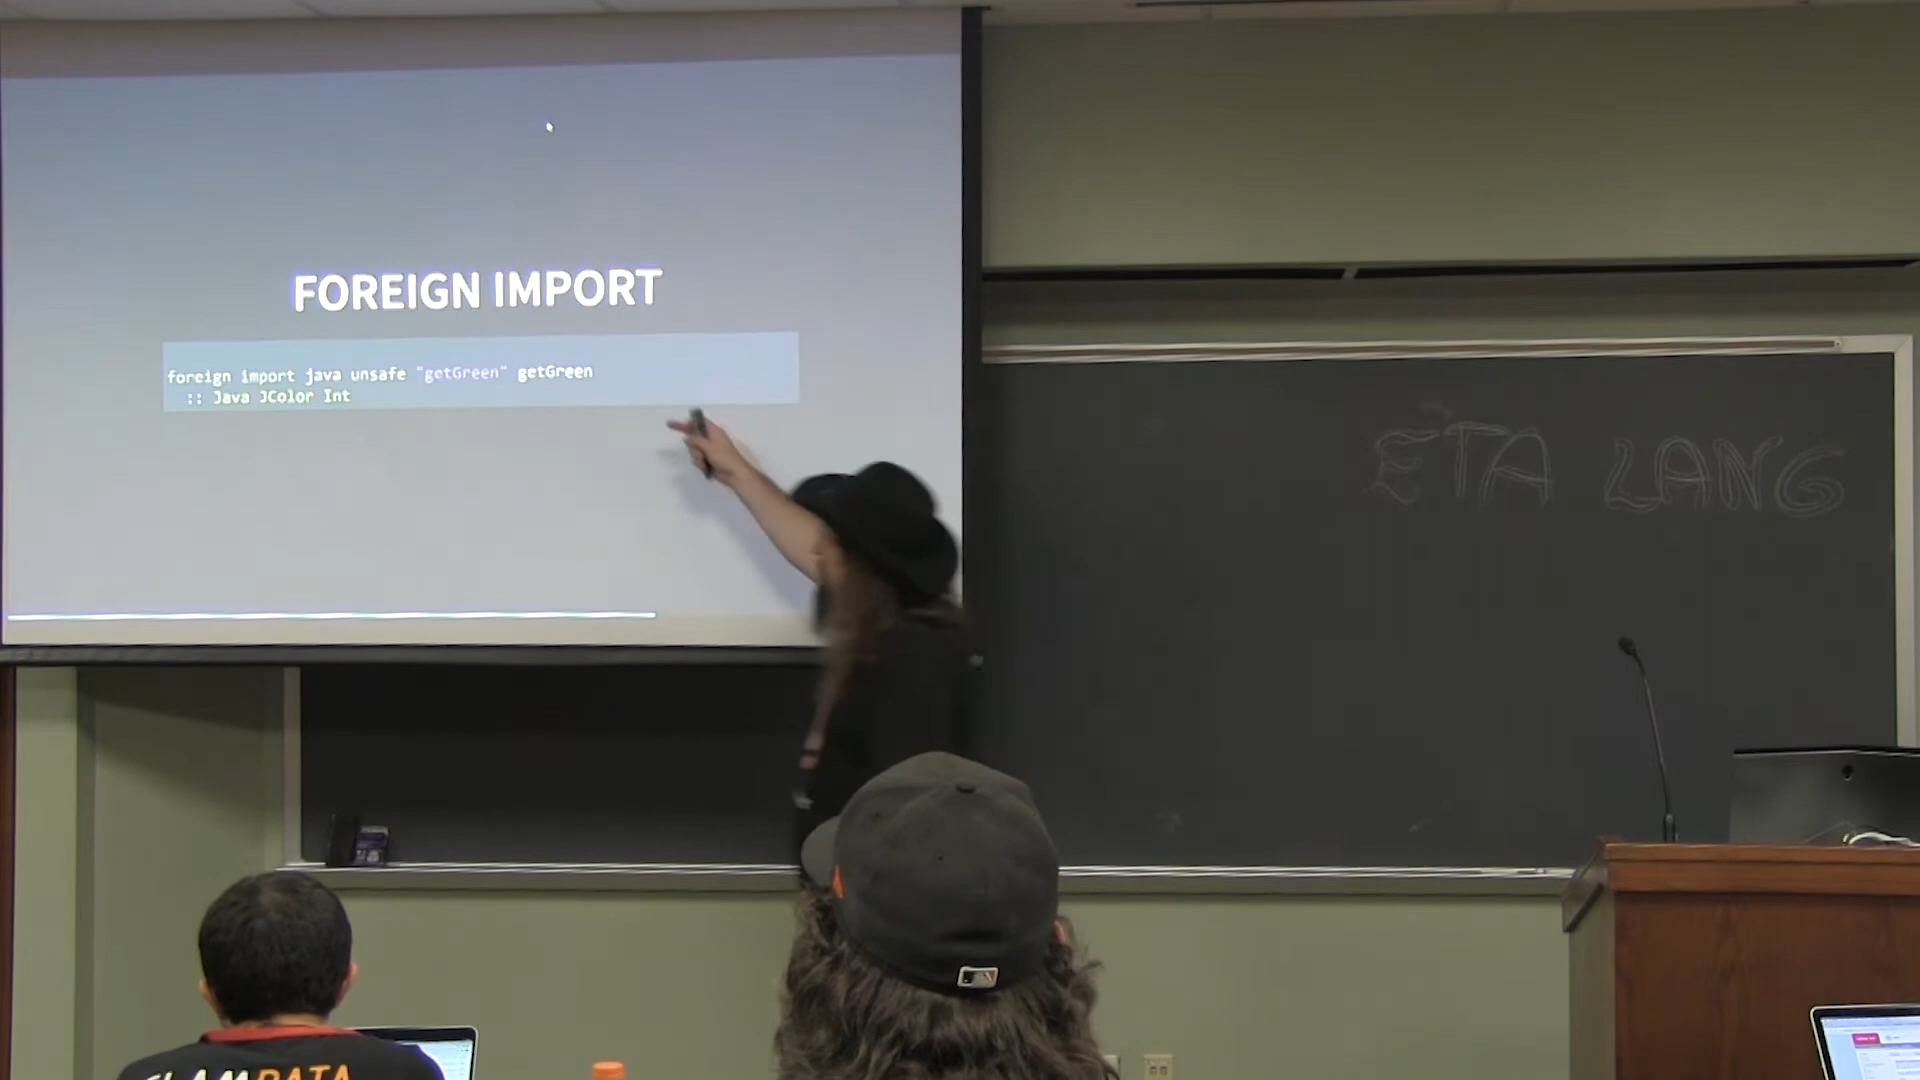 FOREIGN IMPORT
foreign import java unsafe "getGreen" getGreen
:: Java JColor Int
ETA LANG